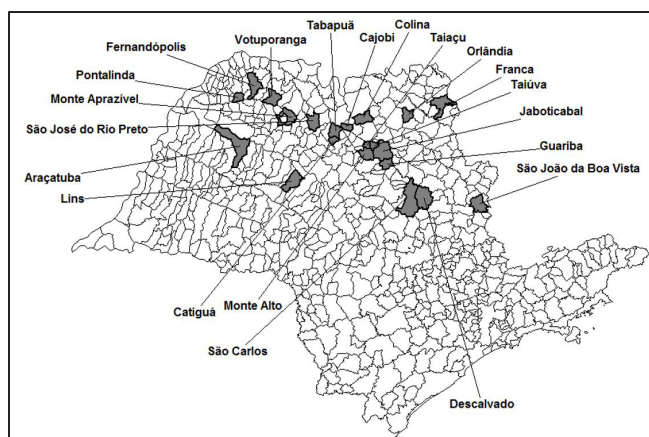 Tabapuã
Colina
Votuporanga
Cajobi
Taiaçu
Fernandópolis
Orlândia
Pontalinda
Franca
Monte Aprazível
Taiúva
São José do Rio Preto
Jaboticabal
Guariba
Araçatuba
São João da Boa Vista
Lins
Catiguá
Monte Alto
São Carlos
Descalvado